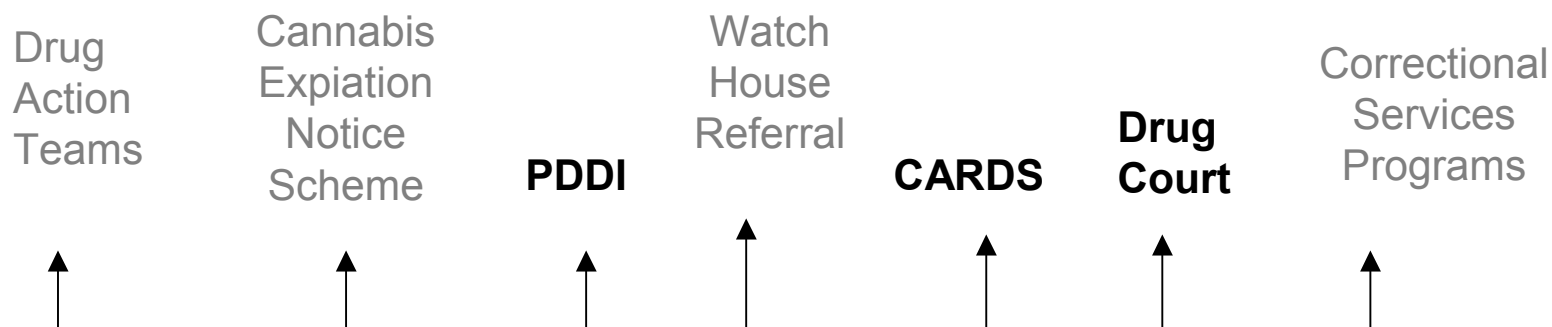 Drug
Action
Teams
Cannabis
Expiation
Notice
Scheme
PDDI
Watch
House
Referral
CARDS
Drug
Court
Correctional
Services
Programs